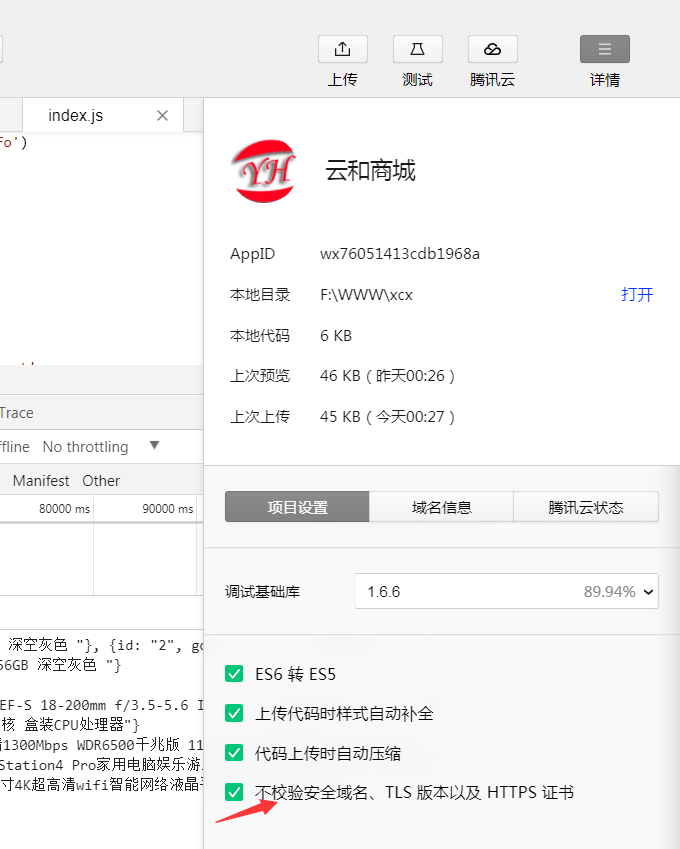 上传 测试 腾讯云 详情
index.js
fo')
YH
云和商城
AppID wx76051413cdb1968a
本地目录 F:\WWW\xcx 打开
本地代码 6 KB
上次预览 46 KB ( 昨天00:26 )
上次上传 45 KB ( 今天00:27 )
Trace
ffline No throttling
Manifest Other
80000 ms 90000 ms
项目设置 域名信息 腾讯云状态
调试基础库 1.6.6 89.94%
深空灰色 "}, {id: "2", go
56GB 深空灰色 "}
ES6 转 ES5
EF-S 18-200mm f/3.5-5.6 I
上传代码时样式自动补全
核 盒装CPU处理器"}
1300Mbps WDR6500千兆版 11
代码上传时自动压缩
Station4 Pro家用电脑娱乐游
寸4K超高清wifi智能网络液晶
不校验安全域名、TLS 版本以及 HTTPS 证书